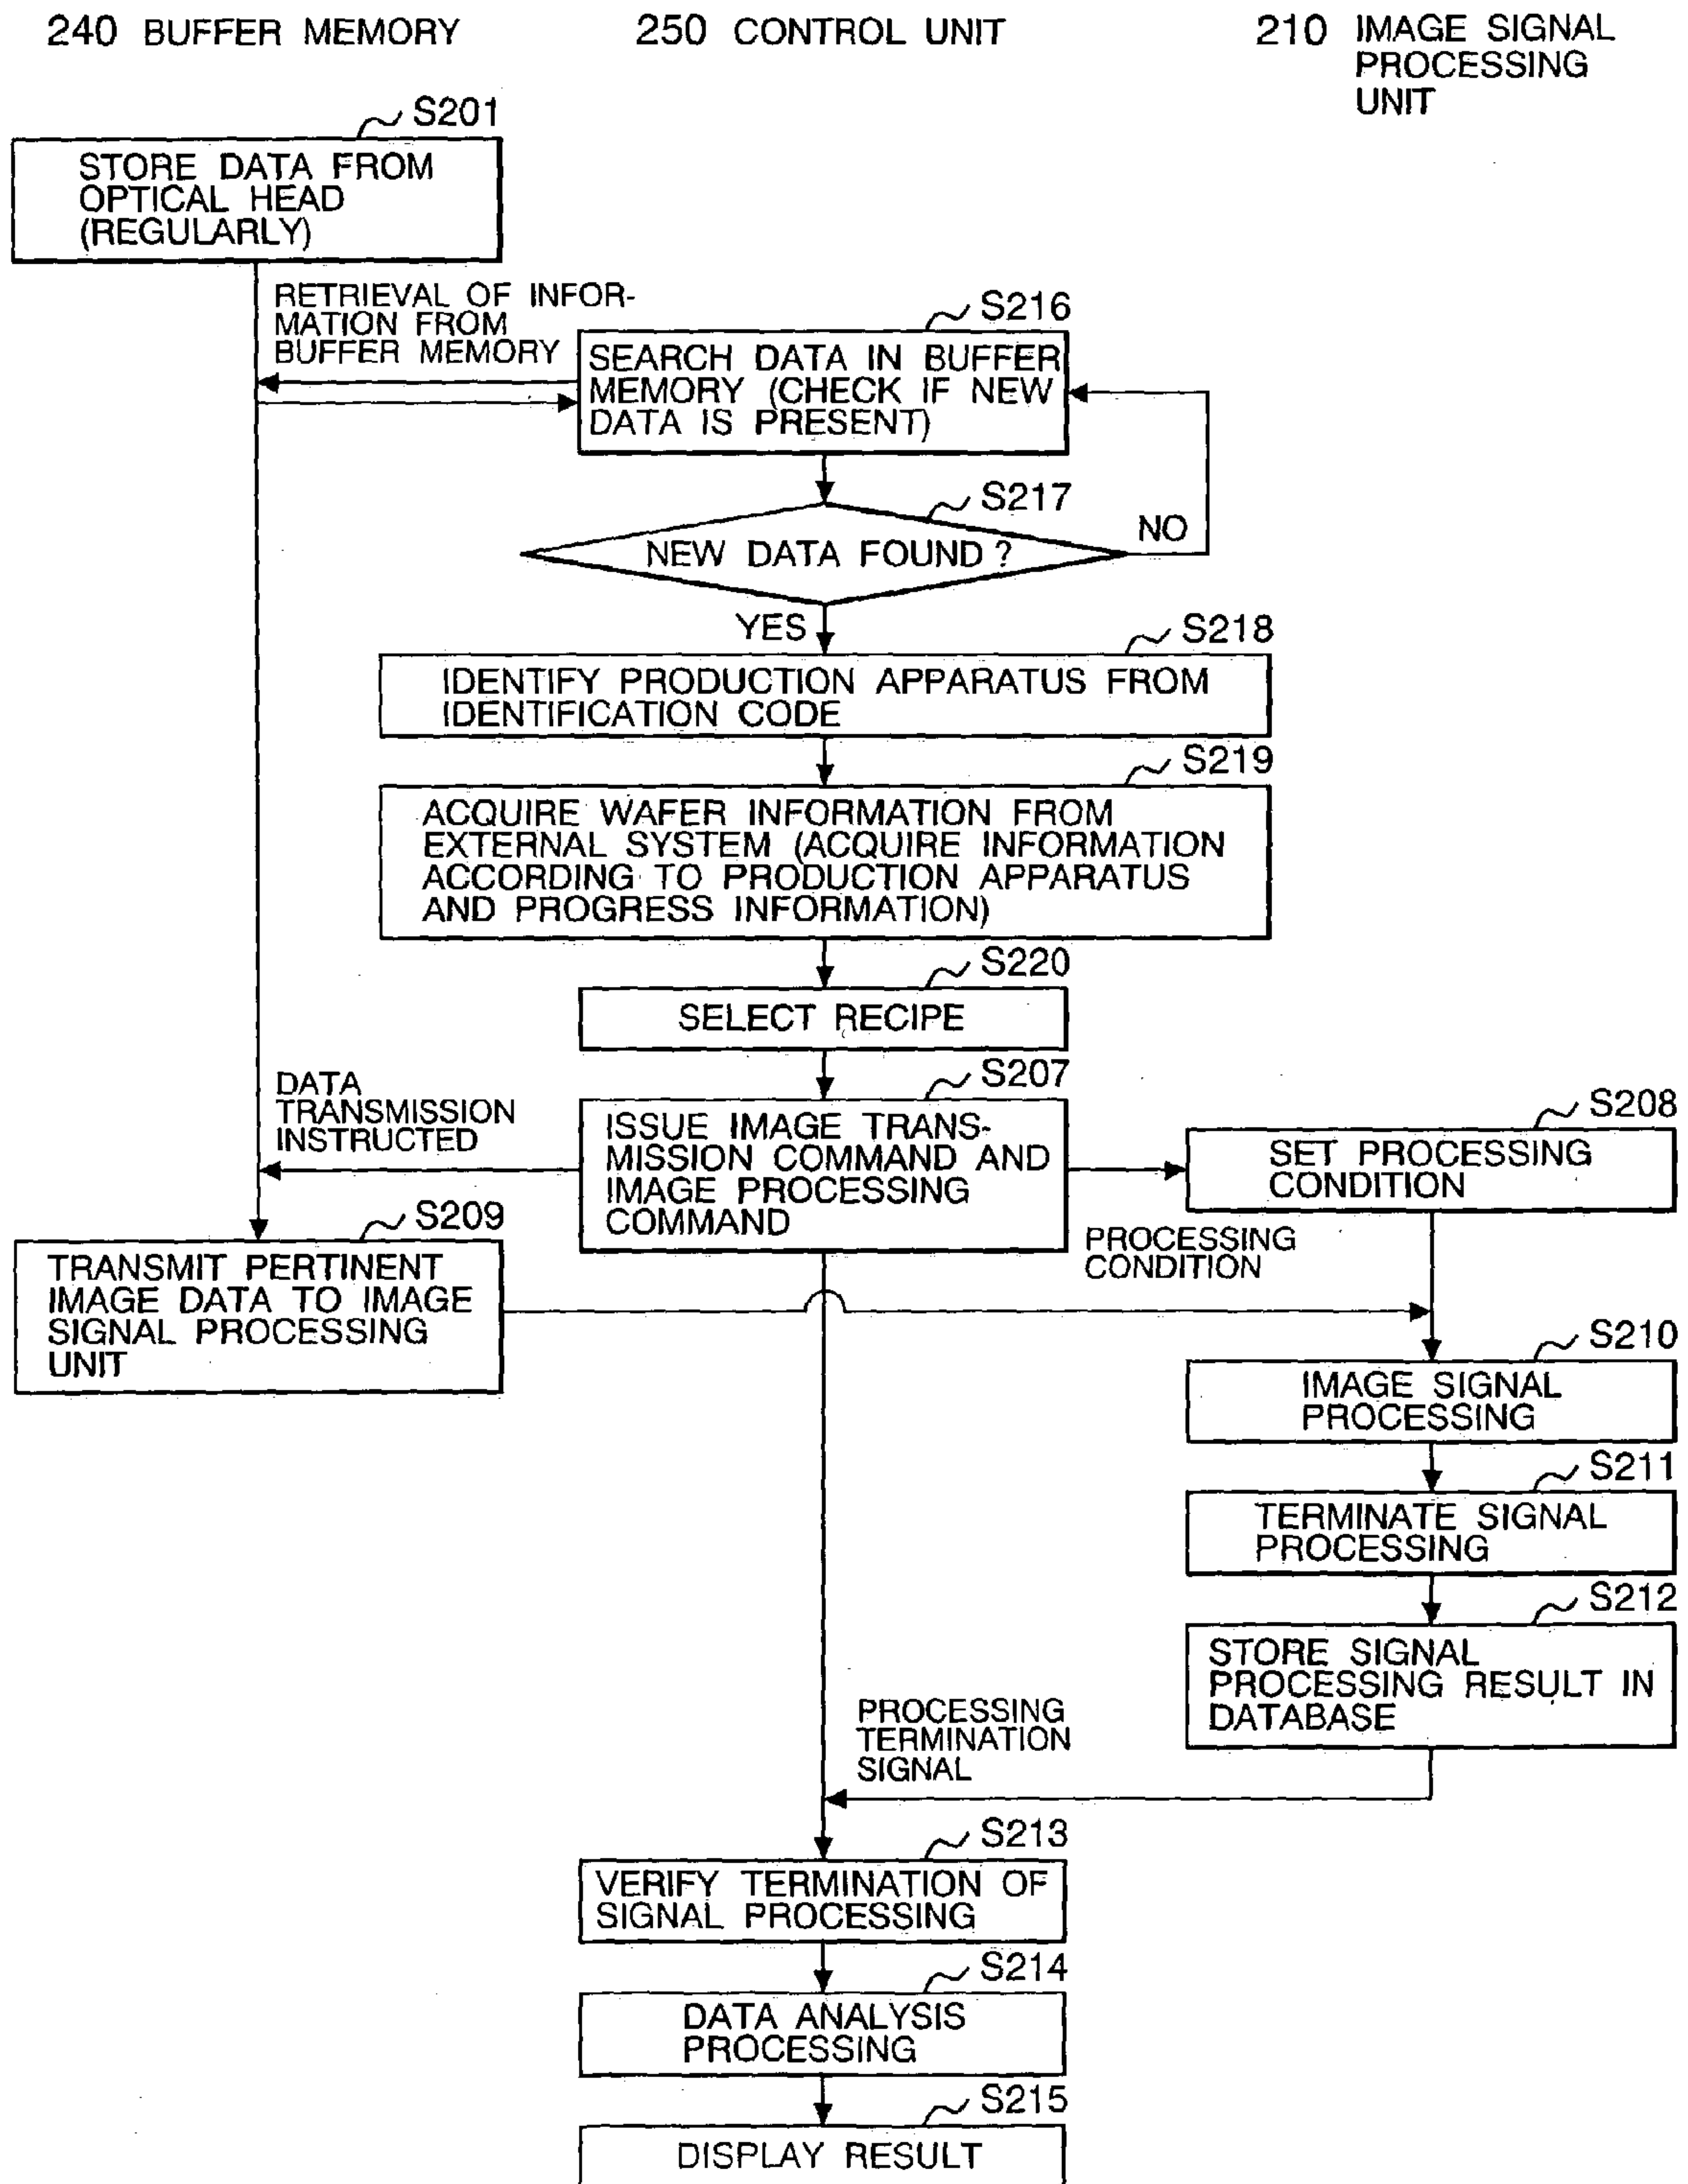 240 BUFFER MEMORY
250 CONTROL UNIT
210 IMAGE SIGNAL
PROCESSING
UNIT
S201
STORE DATA FROM
OPTICAL HEAD
(REGULARLY)
RETRIEVAL OF INFOR-
MATION FROM
BUFFER MEMORY
S216
SEARCH DATA IN BUFFER
MEMORY (CHECK IF NEW
DATA IS PRESENT)
S217
NEW DATA FOUND ?
NO
YES
S218
IDENTIFY PRODUCTION APPARATUS FROM
IDENTIFICATION CODE
S219
ACQUIRE WAFER INFORMATION FROM
EXTERNAL SYSTEM (ACQUIRE INFORMATION
ACCORDING TO PRODUCTION APPARATUS
AND PROGRESS INFORMATION)
S220
SELECT RECIPE
S207
DATA
TRANSMISSION
INSTRUCTED
ISSUE IMAGE TRANS-
MISSION COMMAND AND
IMAGE PROCESSING
COMMAND
S208
SET PROCESSING
CONDITION
PROCESSING
CONDITION
S209
TRANSMIT PERTINENT
IMAGE DATA TO IMAGE
SIGNAL PROCESSING
UNIT
S210
IMAGE SIGNAL
PROCESSING
S211
TERMINATE SIGNAL
PROCESSING
S212
STORE SIGNAL
PROCESSING RESULT IN
DATABASE
PROCESSING
TERMINATION
SIGNAL
S213
VERIFY TERMINATION OF
SIGNAL PROCESSING
S214
DATA ANALYSIS
PROCESSING
S215
DISPLAY RESULT